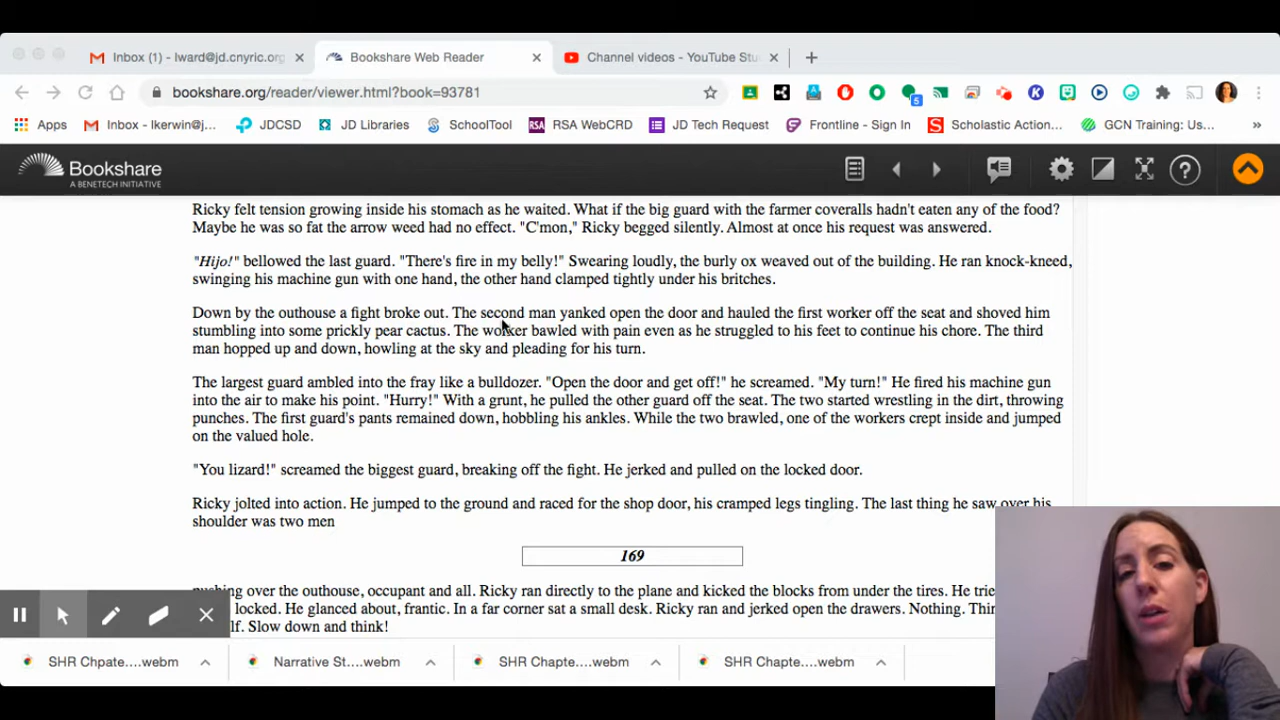 Inbox (1) - lward@jd.cnyric.org
Bookshare Web Reader
Channel videos - YouTube Stu
bookshare.org/reader/viewer.html?book=93781
5
Apps
Inbox - lkerwin@j...
JDCSD
JD Libraries
SchoolTool
RSA WebCRD
JD Tech Request
Frontline - Sign In
Scholastic Action...
GCN Training: Us...
»
Bookshare
A BENETECH INITIATIVE
Ricky felt tension growing inside his stomach as he waited. What if the big guard with the farmer coveralls hadn't eaten any of the food?
Maybe he was so fat the arrow weed had no effect. "C'mon," Ricky begged silently. Almost at once his request was answered.
"Hijo!" bellowed the last guard. "There's fire in my belly!" Swearing loudly, the burly ox weaved out of the building. He ran knock-kneed,
swinging his machine gun with one hand, the other hand clamped tightly under his britches.
Down by the outhouse a fight broke out. The second man yanked open the door and hauled the first worker off the seat and shoved him
stumbling into some prickly pear cactus. The worker bawled with pain even as he struggled to his feet to continue his chore. The third
man hopped up and down, howling at the sky and pleading for his turn.
The largest guard ambled into the fray like a bulldozer. "Open the door and get off!" he screamed. "My turn!" He fired his machine gun
into the air to make his point. "Hurry!" With a grunt, he pulled the other guard off the seat. The two started wrestling in the dirt, throwing
punches. The first guard's pants remained down, hobbling his ankles. While the two brawled, one of the workers crept inside and jumped
on the valued hole.
"You lizard!" screamed the biggest guard, breaking off the fight. He jerked and pulled on the locked door.
Ricky jolted into action. He jumped to the ground and raced for the shop door, his cramped legs tingling. The last thing he saw over his
shoulder was two men
169
pushing over the outhouse, occupant and all. Ricky ran directly to the plane and kicked the blocks from under the tires. He trie
locked. He glanced about, frantic. In a far corner sat a small desk. Ricky ran and jerked open the drawers. Nothing. Thin
lf. Slow down and think!
SHR Chpate....webm
Narrative St....webm
SHR Chapte....webm
SHR Chapte....webm